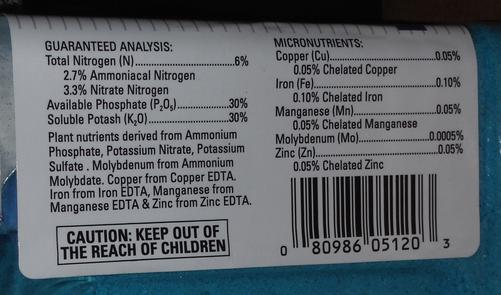 GUARANTEED ANALYSIS:
Total Nitrogen (N)..............................6%
2.7% Ammoniacal Nitrogen
3.3% Nitrate Nitrogen
Available Phosphate (P₂O₅)................30%
Soluble Potash (K₂O)..........................30%
Plant nutrients derived from Ammonium
Phosphate, Potassium Nitrate, Potassium
Sulfate . Molybdenum from Ammonium
Molybdate. Copper from Copper EDTA.
Iron from Iron EDTA, Manganese from
Manganese EDTA & Zinc from Zinc EDTA.
CAUTION: KEEP OUT OF
THE REACH OF CHILDREN
MICRONUTRIENTS:
Copper (Cu)................................0.05%
0.05% Chelated Copper
Iron (Fe).....................................0.10%
0.10% Chelated Iron
Manganese (Mn)........................0.05%
0.05% Chelated Manganese
Molybdenum (Mo)....................0.0005%
Zinc (Zn)....................................0.05%
0.05% Chelated Zinc
0 80986 05120 3